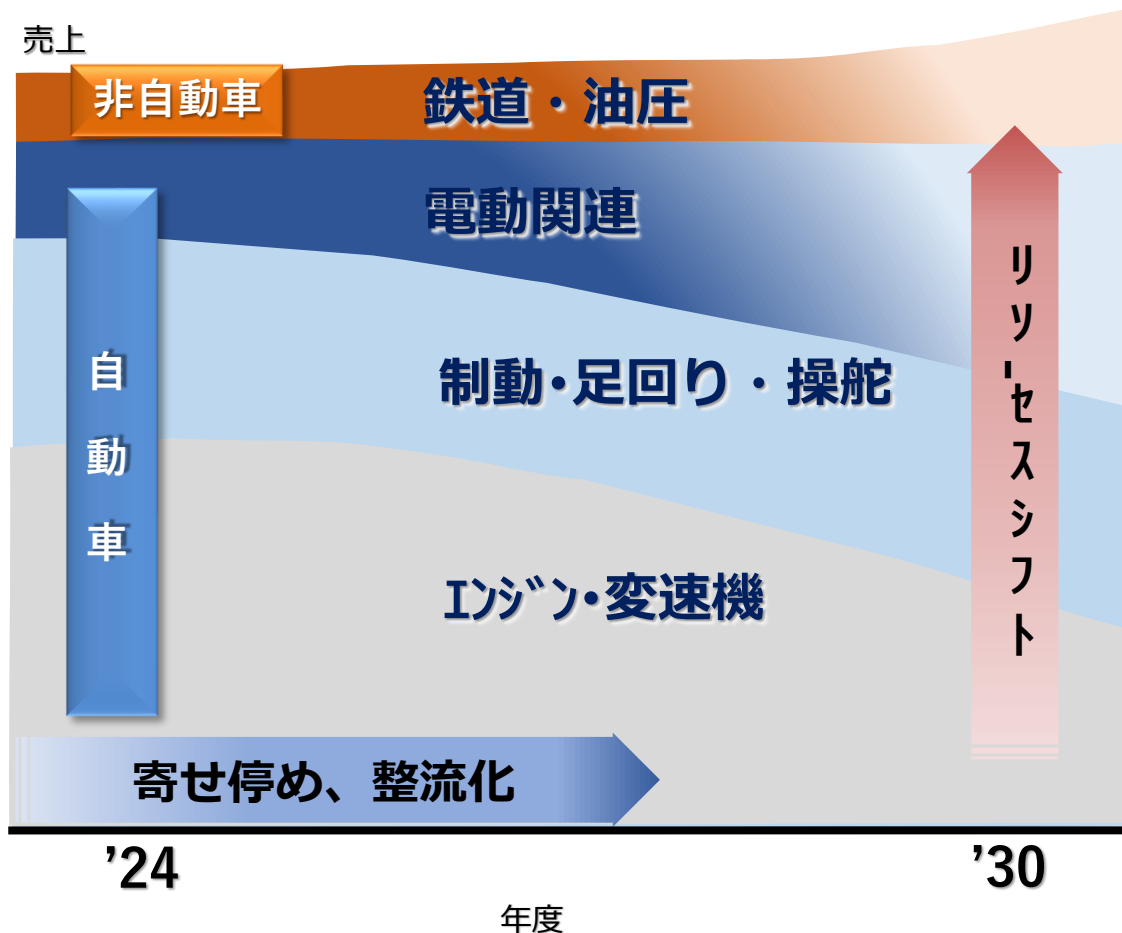 売上
非自動車
鉄道・油圧
電動関連
自動車
制動・足回り・操舵
ｴﾝｼﾞﾝ・変速機
ﾘｿｰｾｽｼﾌﾄ
寄せ停め、整流化
’24
’30
年度